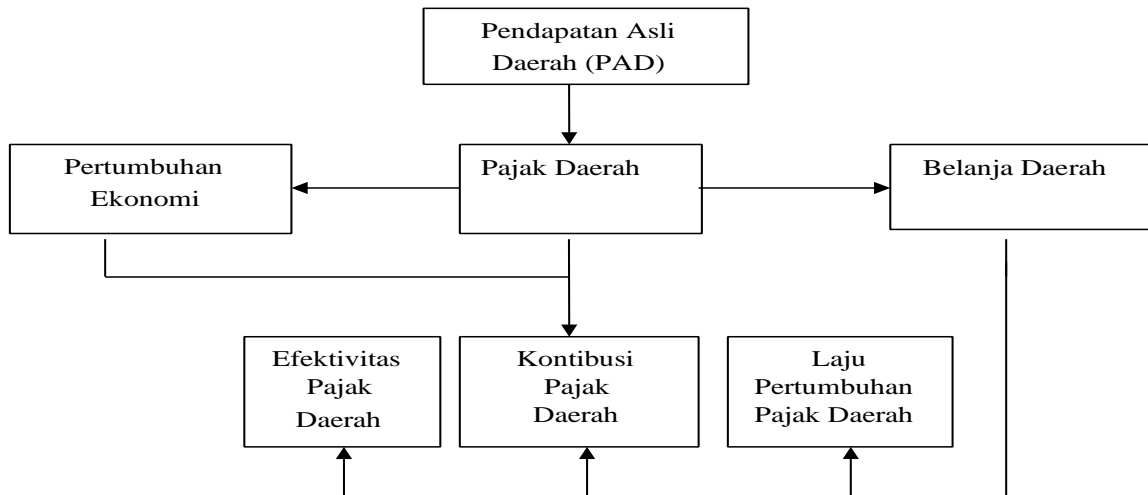 Pendapatan Asli
Daerah (PAD)
Pertumbuhan
Ekonomi
Pajak Daerah
Belanja Daerah
Efektivitas
Pajak
Daerah
Kontibusi
Pajak
Daerah
Laju
Pertumbuhan
Pajak Daerah